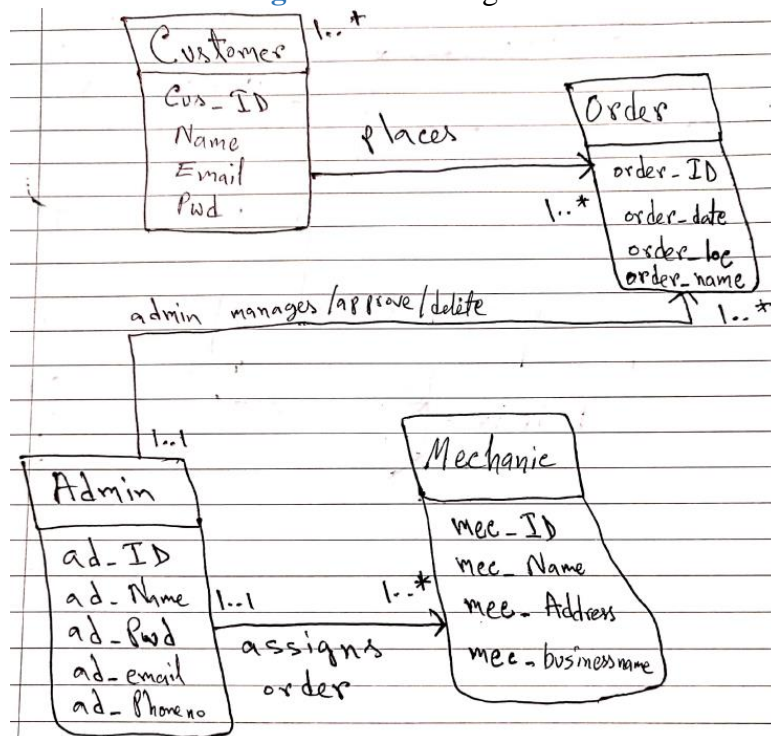 1..*
Customer
Cus_ID
Name
Email
Pwd.
places
1..*
Order
order_ID
order_date
order_loc
order_name
1..*
admin manages/approve/delete
1..1
Admin
ad_ID
ad_Name
ad_Pwd
ad_email
ad_Phoneno
1..1
1..*
assigns
order
Mechanic
mec_ID
mec_Name
mec_Address
mec_businessname